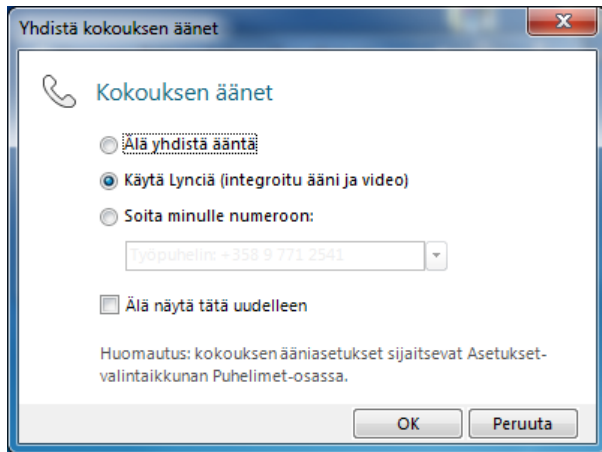 Yhdistä kokouksen äänet
Kokouksen äänet
Älä yhdistä ääntä
Käytä Lynciä (integroitu ääni ja video)
Soita minulle numeroon:
Työpuhelin: +358 9 771 2541
Älä näytä tätä uudelleen
Huomautus: kokouksen ääniasetukset sijaitsevat Asetukset-
valintaikkunan Puhelimet-osassa.
OK
Peruuta